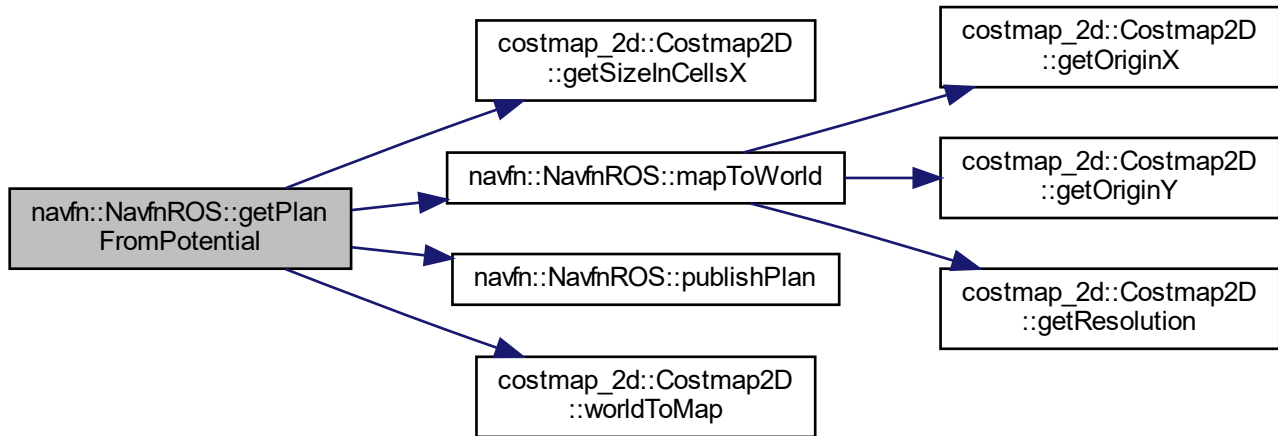 navfn::NavfnROS::getPlan
FromPotential
costmap_2d::Costmap2D
::getSizeInCellsX
navfn::NavfnROS::mapToWorld
navfn::NavfnROS::publishPlan
costmap_2d::Costmap2D
::worldToMap
costmap_2d::Costmap2D
::getOriginX
costmap_2d::Costmap2D
::getOriginY
costmap_2d::Costmap2D
::getResolution